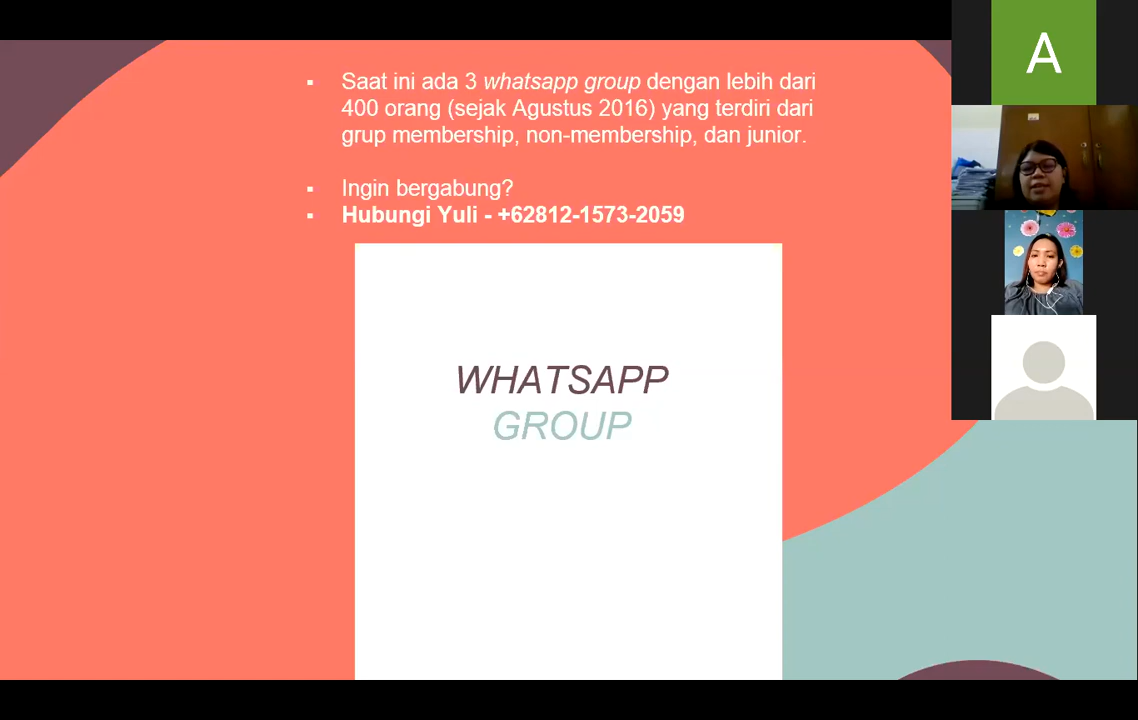 Saat ini ada 3 whatsapp group dengan lebih dari
400 orang (sejak Agustus 2016) yang terdiri dari
grup membership, non-membership, dan junior.
Ingin bergabung?
Hubungi Yuli - +62812-1573-2059
WHATSAPP
GROUP
A